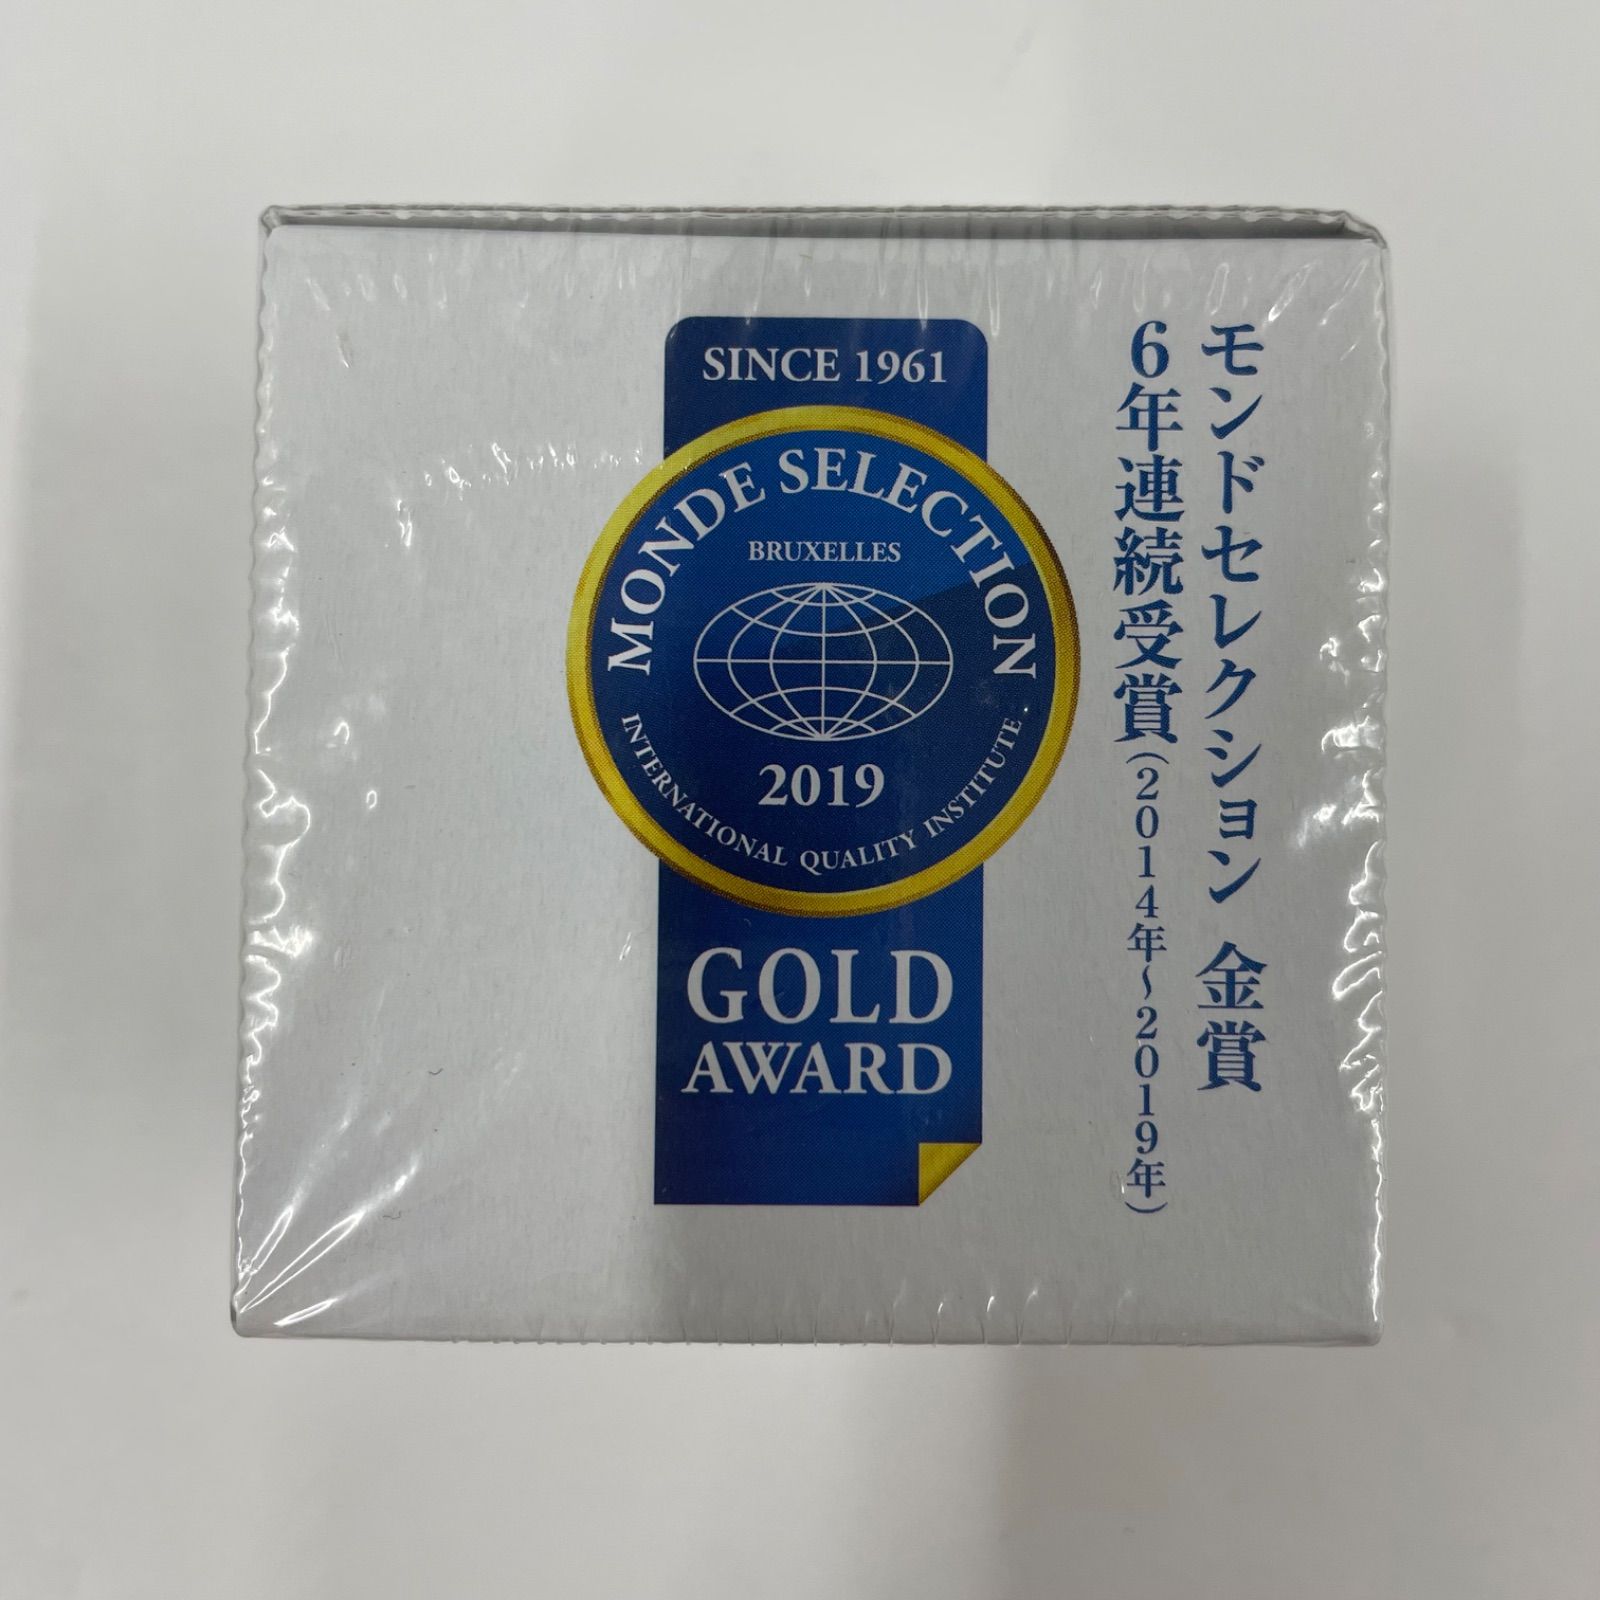 SINCE 1961
MONDE SELECTION
BRUXELLES
2019
INTERNATIONAL QUALITY INSTITUTE
GOLD
AWARD
モンドセレクション 金賞
6年連続受賞(2014年~2019年)